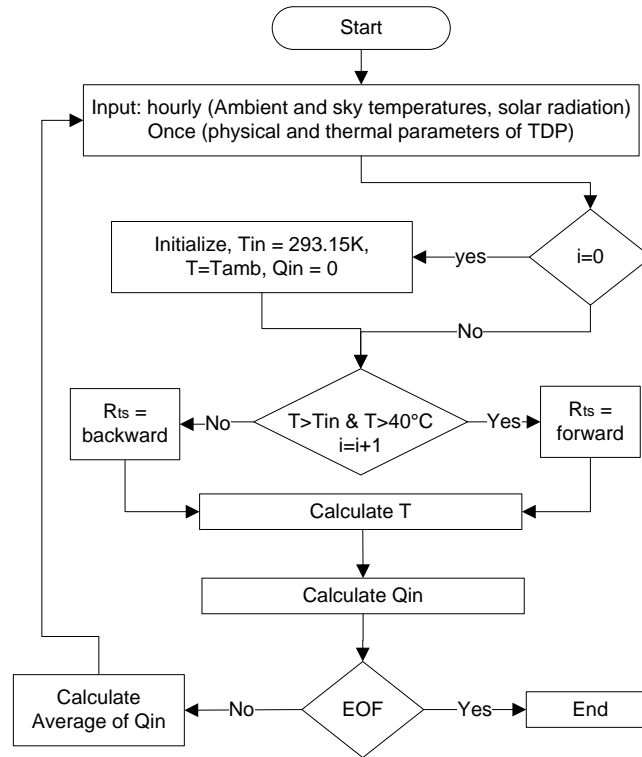 Start
Input: hourly (Ambient and sky temperatures, solar radiation)
Once (physical and thermal parameters of TDP)
Initialize, Tin = 293.15K,
T=Tamb, Qin = 0
yes
i=0
No
Rts =
backward
No
T>Tin & T>40°C
i=i+1
Yes
Rts =
forward
Calculate T
Calculate Qin
Calculate
Average of Qin
No
EOF
Yes
End